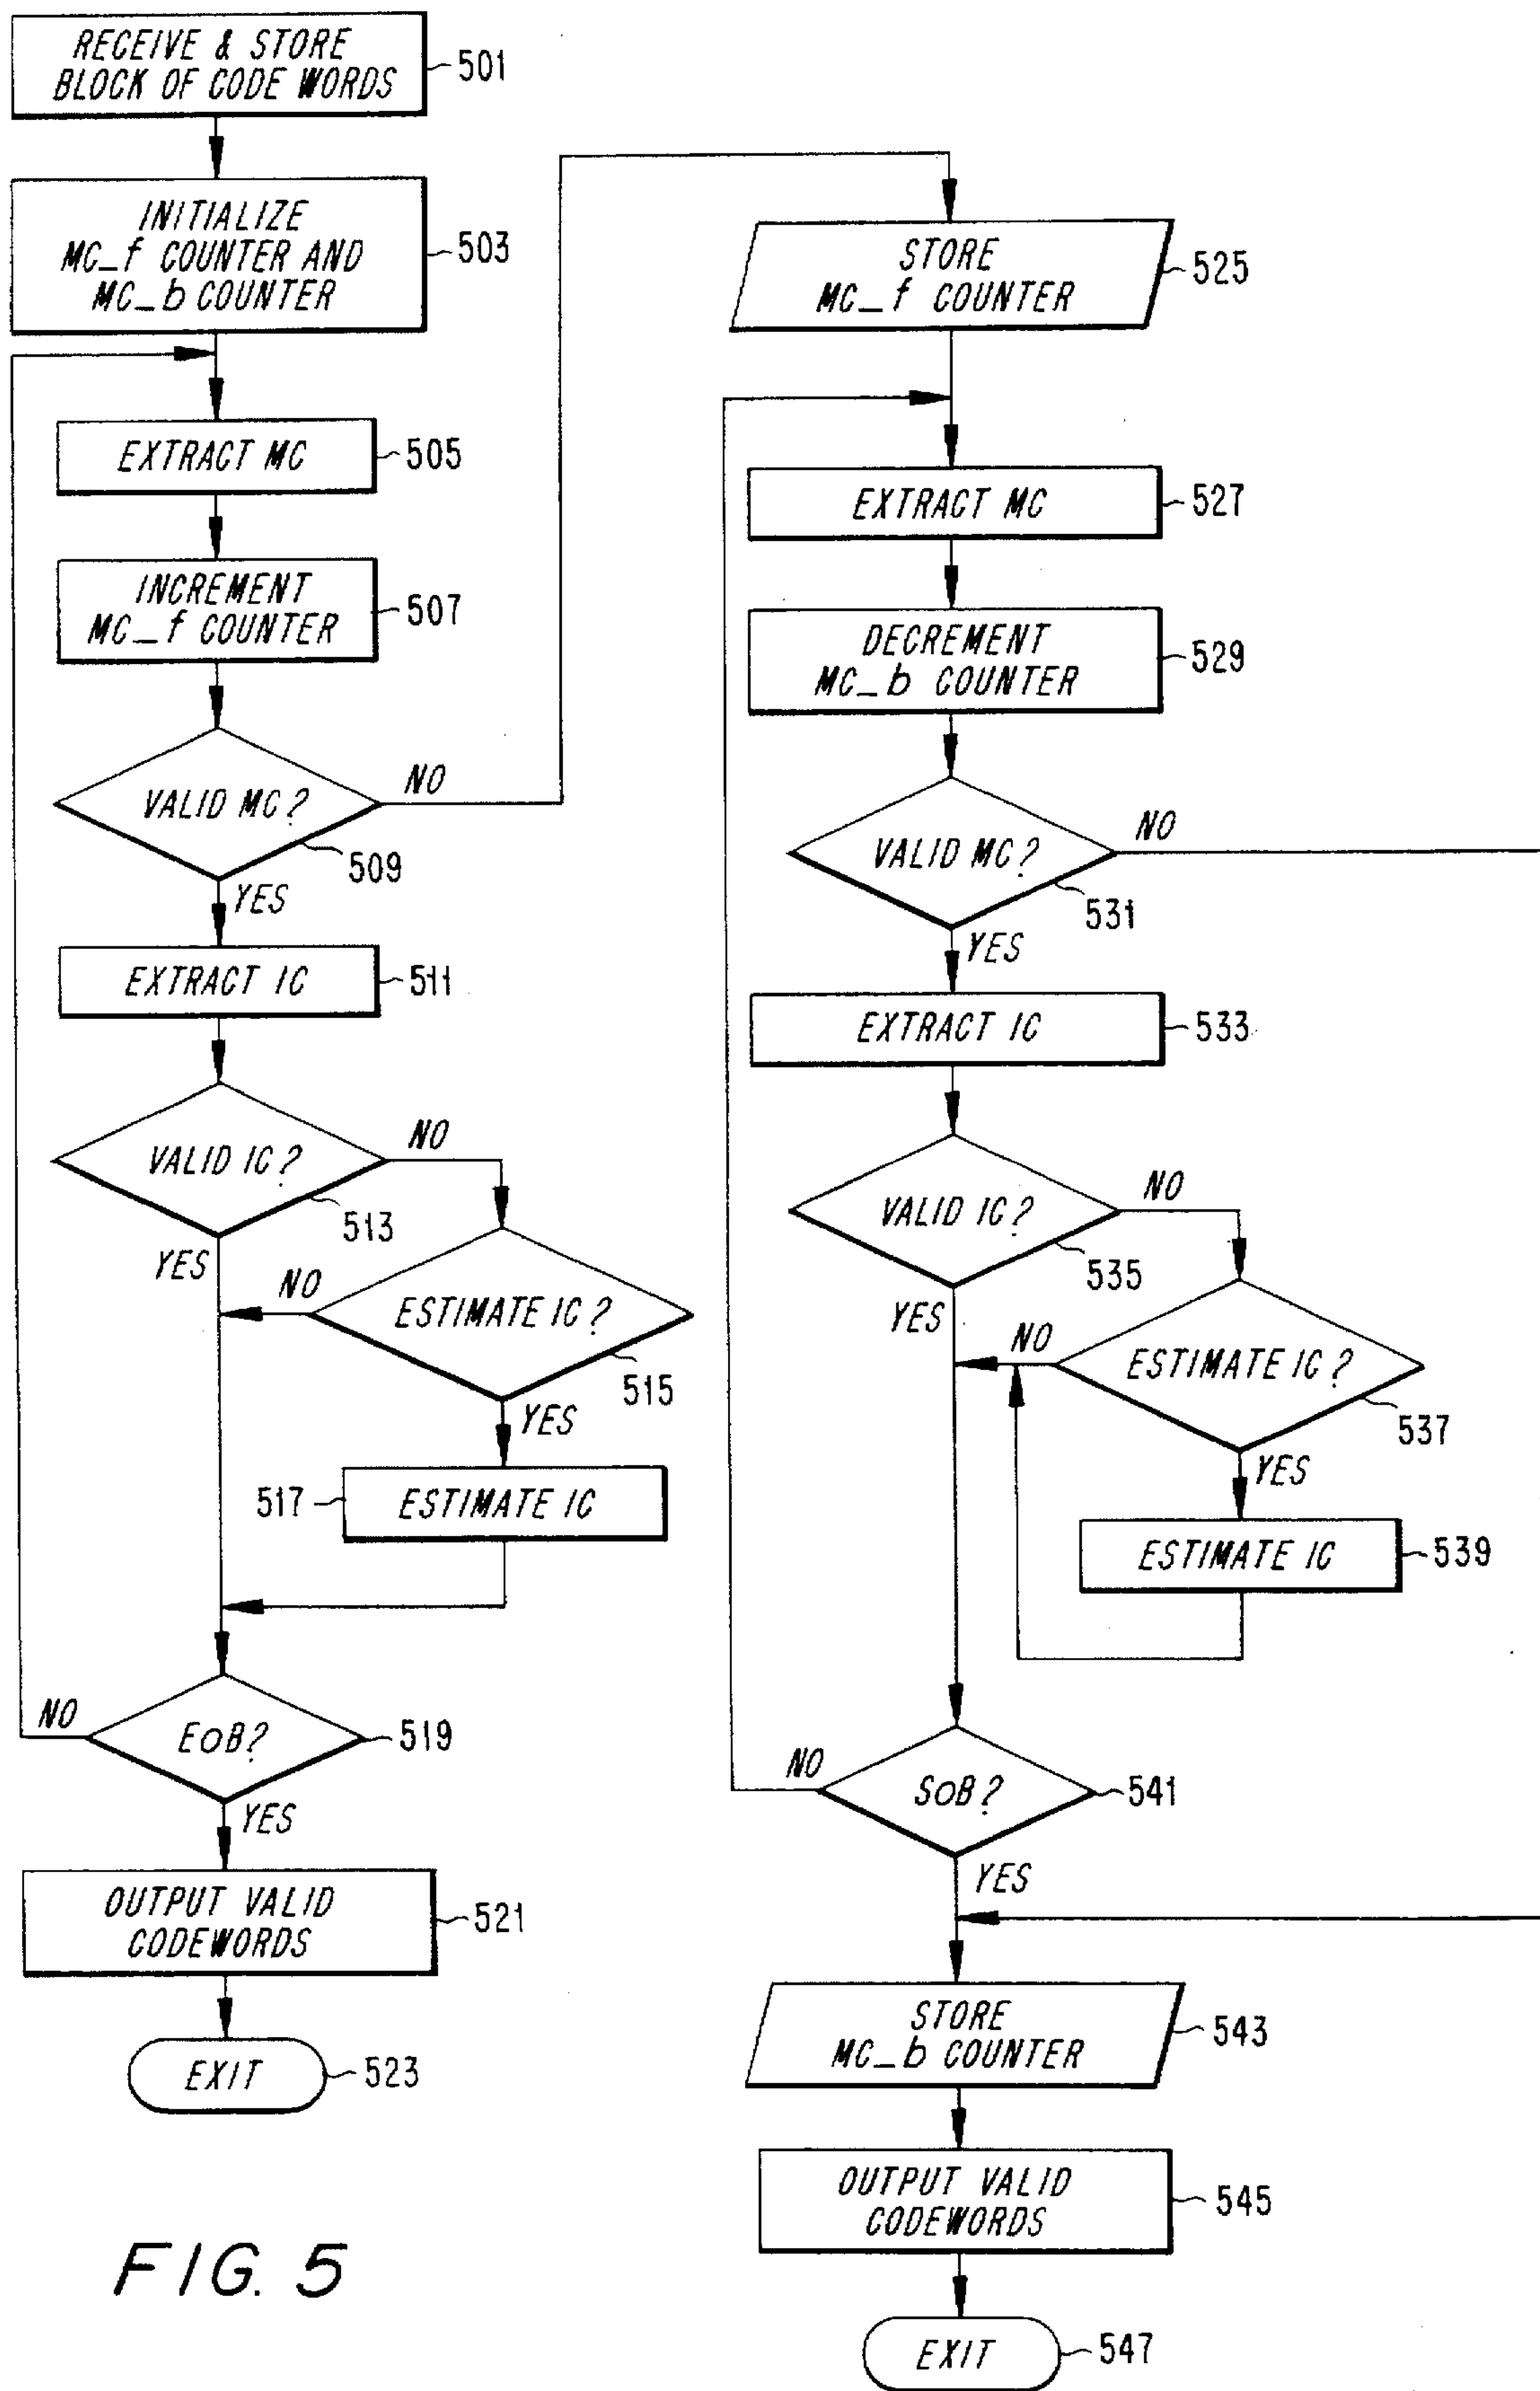 RECEIVE & STORE
BLOCK OF CODE WORDS
501
INITIALIZE
MC_f COUNTER AND
MC_b COUNTER
503
EXTRACT MC
505
INCREMENT
MC_f COUNTER
507
VALID MC?
NO
509
YES
EXTRACT IC
511
VALID IC?
NO
513
YES
ESTIMATE IC?
NO
515
YES
517
ESTIMATE IC
NO
EoB?
519
YES
OUTPUT VALID
CODEWORDS
521
EXIT
523
STORE
MC_f COUNTER
525
EXTRACT MC
527
DECREMENT
MC_b COUNTER
529
VALID MC?
NO
531
YES
EXTRACT IC
533
VALID IC?
NO
535
YES
NO
ESTIMATE IC?
537
YES
ESTIMATE IC
539
NO
SoB?
541
YES
STORE
MC_b COUNTER
543
OUTPUT VALID
CODEWORDS
545
EXIT
547
FIG. 5